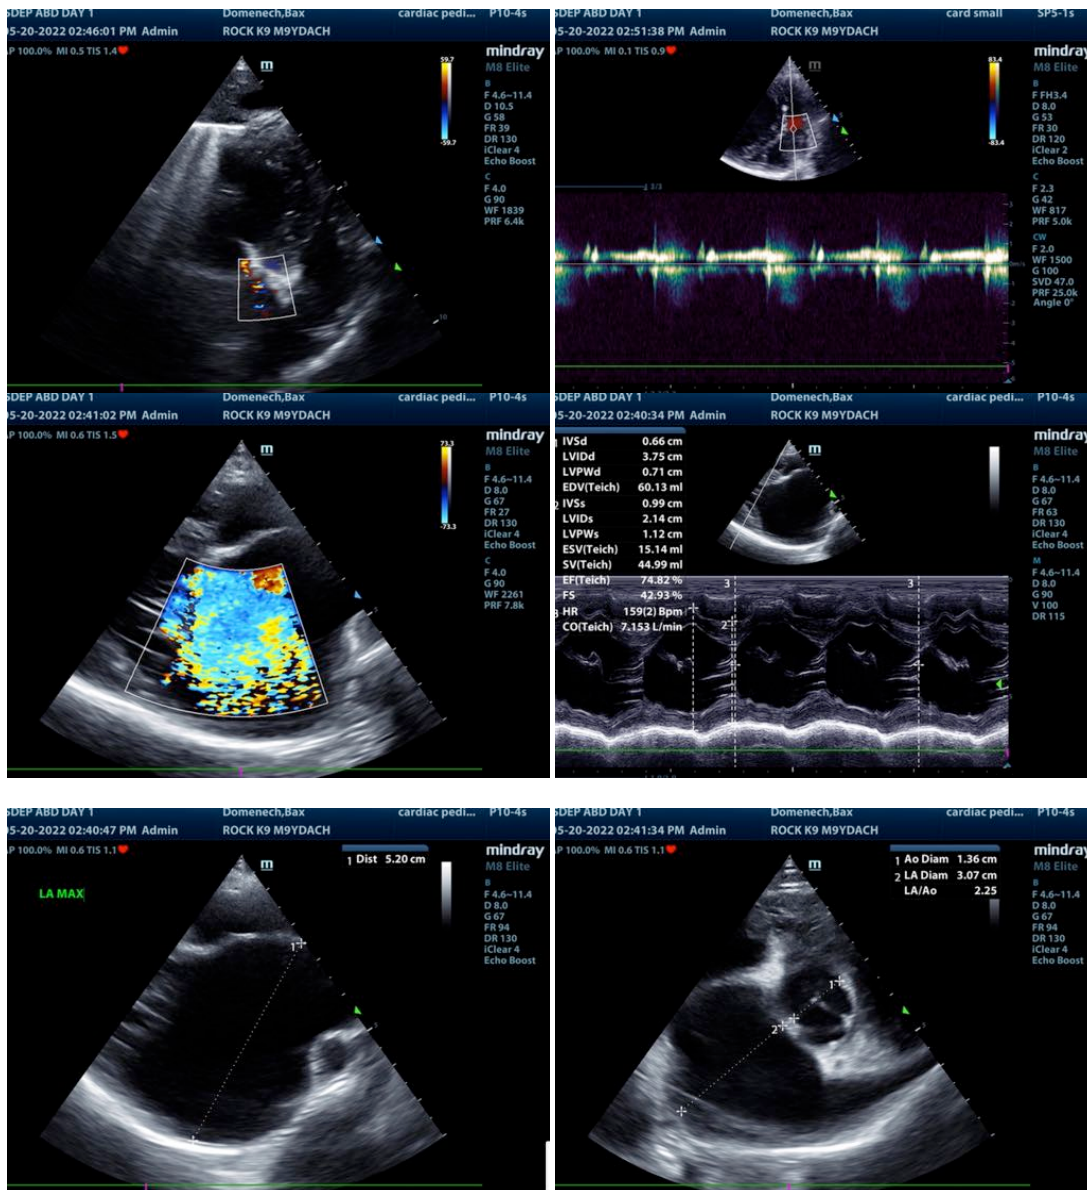 SDEP ABD DAY 1 Domenech,Bax cardiac pedi... P10-4s
05-20-2022 02:46:01 PM Admin ROCK K9 M9YDACH
AP 100.0% MI 0.5 TIS 1.4
m
mindray
M8 Elite
59.7
-59.7
B
F 4.6~11.4
D 10.5
G 58
FR 39
DR 130
iClear 4
Echo Boost
C
F 4.0
G 90
WF 1839
PRF 6.4k
5
10
SDEP ABD DAY 1 Domenech,Bax card small SP5-1s
05-20-2022 02:51:38 PM Admin ROCK K9 M9YDACH
AP 100.0% MI 0.1 TIS 0.9
m
mindray
M8 Elite
83.4
-83.4
B
F FH3.4
D 8.0
G 53
FR 30
DR 120
iClear 2
Echo Boost
C
F 2.3
G 42
WF 817
PRF 5.0k
CW
F 2.0
WF 1500
G 100
SVD 47.0
PRF 25.0k
Angle 0°
SDEP ABD DAY 1 Domenech,Bax cardiac pedi... P10-4s
05-20-2022 02:41:02 PM Admin ROCK K9 M9YDACH
AP 100.0% MI 0.6 TIS 1.5
m
mindray
M8 Elite
73.3
-73.3
B
F 4.6~11.4
D 8.0
G 67
FR 27
DR 130
iClear 4
Echo Boost
C
F 4.0
G 90
WF 2261
PRF 7.8k
SDEP ABD DAY 1 Domenech,Bax cardiac pedi... P10-4s
05-20-2022 02:40:34 PM Admin ROCK K9 M9YDACH
IVSd 0.66 cm
LVIDd 3.75 cm
LVPWd 0.71 cm
EDV(Teich) 60.13 ml
2 IVSs 0.99 cm
LVIDs 2.14 cm
LVPWs 1.12 cm
ESV(Teich) 15.14 ml
SV(Teich) 44.99 ml
EF(Teich) 74.82 %
FS 42.93 %
3 HR 159(2) Bpm
CO(Teich) 7.153 L/min
m
mindray
M8 Elite
B
F 4.6~11.4
D 8.0
G 67
FR 63
DR 130
iClear 4
Echo Boost
M
F 4.6~11.4
D 8.0
G 90
V 100
DR 115
3 3
2
SDEP ABD DAY 1 Domenech,Bax cardiac pedi... P10-4s
05-20-2022 02:40:47 PM Admin ROCK K9 M9YDACH
AP 100.0% MI 0.6 TIS 1.1
m
1 Dist 5.20 cm
mindray
M8 Elite
LA MAX
B
F 4.6~11.4
D 8.0
G 67
FR 94
DR 130
iClear 4
Echo Boost
1
SDEP ABD DAY 1 Domenech,Bax cardiac pedi... P10-4s
05-20-2022 02:41:34 PM Admin ROCK K9 M9YDACH
AP 100.0% MI 0.6 TIS 1.1
m
1 Ao Diam 1.36 cm
2 LA Diam 3.07 cm
LA/Ao 2.25
mindray
M8 Elite
B
F 4.6~11.4
D 8.0
G 67
FR 94
DR 130
iClear 4
Echo Boost
1
2